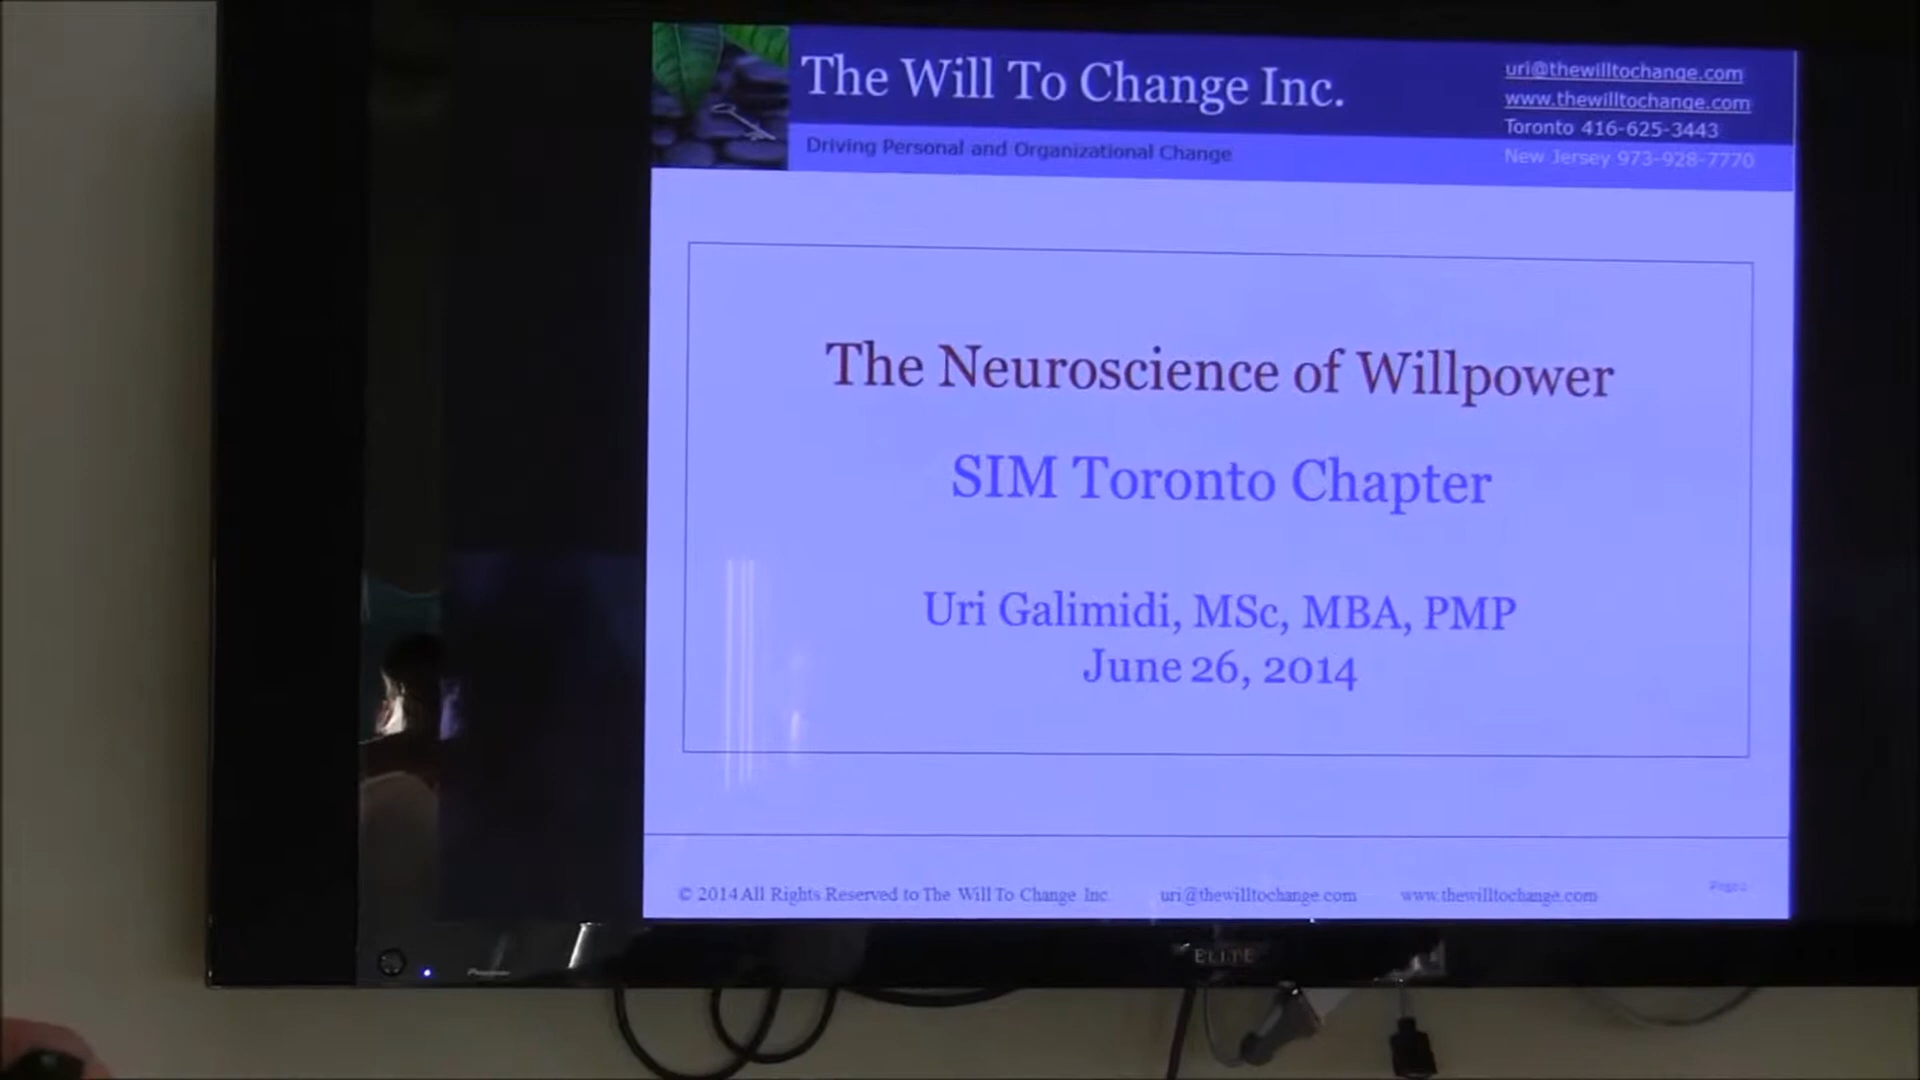 The Will To Change Inc.
Driving Personal and Organizational Change
uri@thewilltochange.com
www.thewilltochange.com
Toronto 416-625-3443
New Jersey 973-928-7770
The Neuroscience of Willpower
SIM Toronto Chapter
Uri Galimidi, MSc, MBA, PMP
June 26, 2014
© 2014 All Rights Reserved to The Will To Change Inc. uri@thewilltochange.com www.thewilltochange.com
Pioneer
ELITE